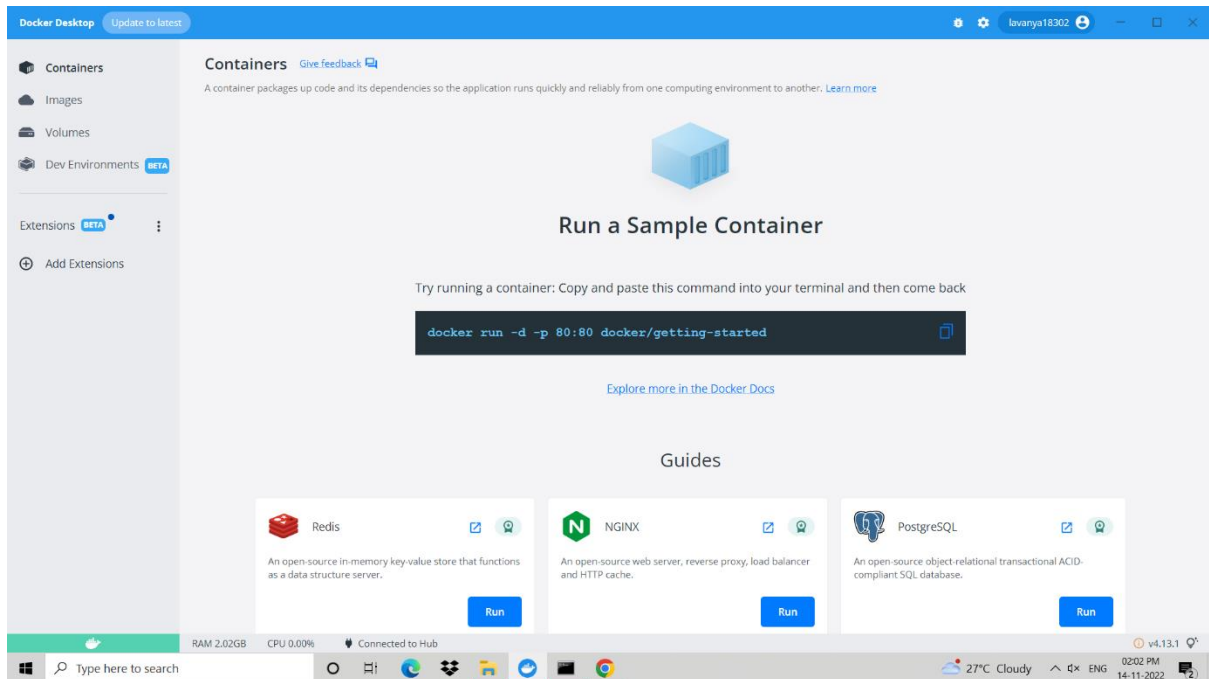 Docker Desktop Update to latest lavanya18302
Containers
Images
Volumes
Dev Environments BETA
Extensions BETA
Add Extensions
Containers Give feedback
A container packages up code and its dependencies so the application runs quickly and reliably from one computing environment to another. Learn more
Run a Sample Container
Try running a container: Copy and paste this command into your terminal and then come back
docker run -d -p 80:80 docker/getting-started
Explore more in the Docker Docs
Guides
Redis
An open-source in-memory key-value store that functions
as a data structure server.
Run
NGINX
An open-source web server, reverse proxy, load balancer
and HTTP cache.
Run
PostgreSQL
An open-source object-relational transactional ACID-
compliant SQL database.
Run
RAM 2.02GB CPU 0.00% Connected to Hub v4.13.1
Type here to search 27°C Cloudy ENG 02:02 PM
14-11-2022 2